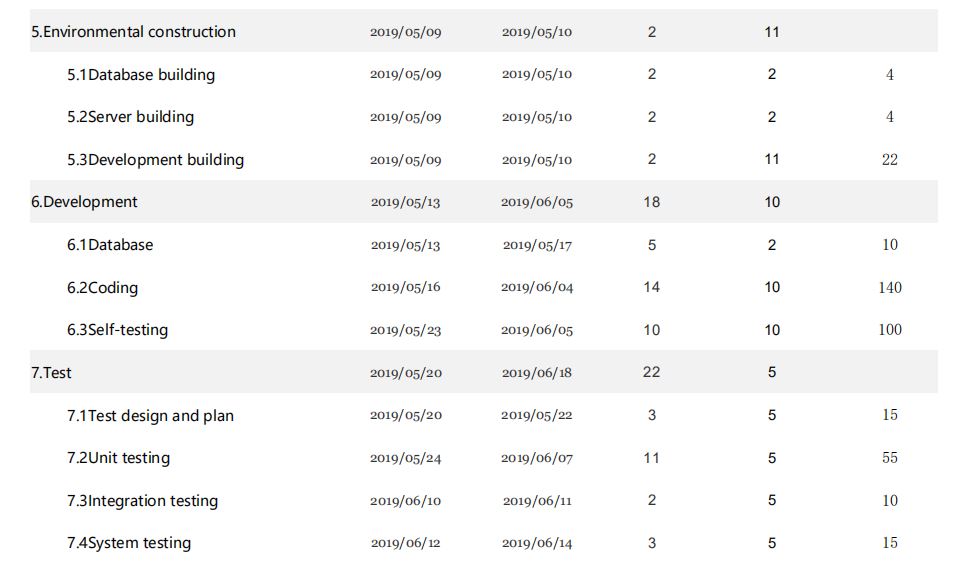 5.Environmental construction 2019/05/09 2019/05/10 2 11
5.1Database building 2019/05/09 2019/05/10 2 2 4
5.2Server building 2019/05/09 2019/05/10 2 2 4
5.3Development building 2019/05/09 2019/05/10 2 11 22
6.Development 2019/05/13 2019/06/05 18 10
6.1Database 2019/05/13 2019/05/17 5 2 10
6.2Coding 2019/05/16 2019/06/04 14 10 140
6.3Self-testing 2019/05/23 2019/06/05 10 10 100
7.Test 2019/05/20 2019/06/18 22 5
7.1Test design and plan 2019/05/20 2019/05/22 3 5 15
7.2Unit testing 2019/05/24 2019/06/07 11 5 55
7.3Integration testing 2019/06/10 2019/06/11 2 5 10
7.4System testing 2019/06/12 2019/06/14 3 5 15